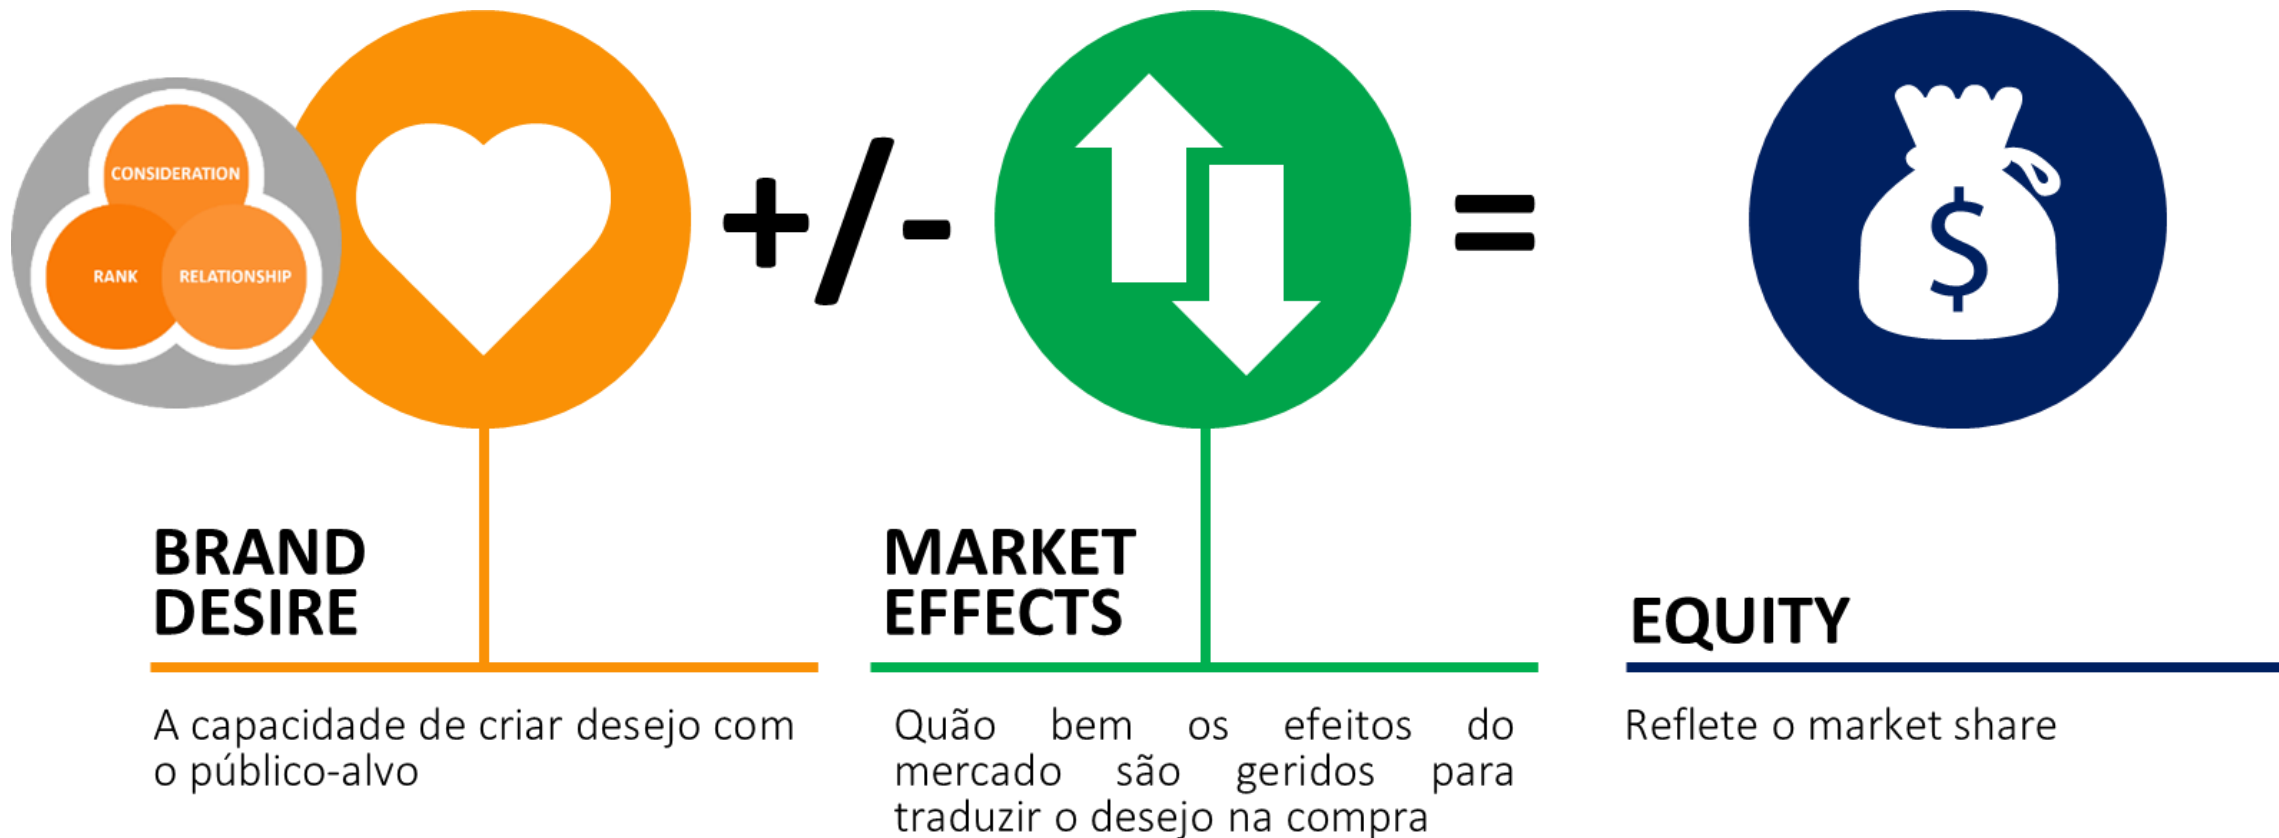 CONSIDERATION
RANK
RELATIONSHIP
+/-
=
$
BRAND
DESIRE
A capacidade de criar desejo com
o público-alvo
MARKET
EFFECTS
Quão bem os efeitos do
mercado são geridos para
traduzir o desejo na compra
EQUITY
Reflete o market share